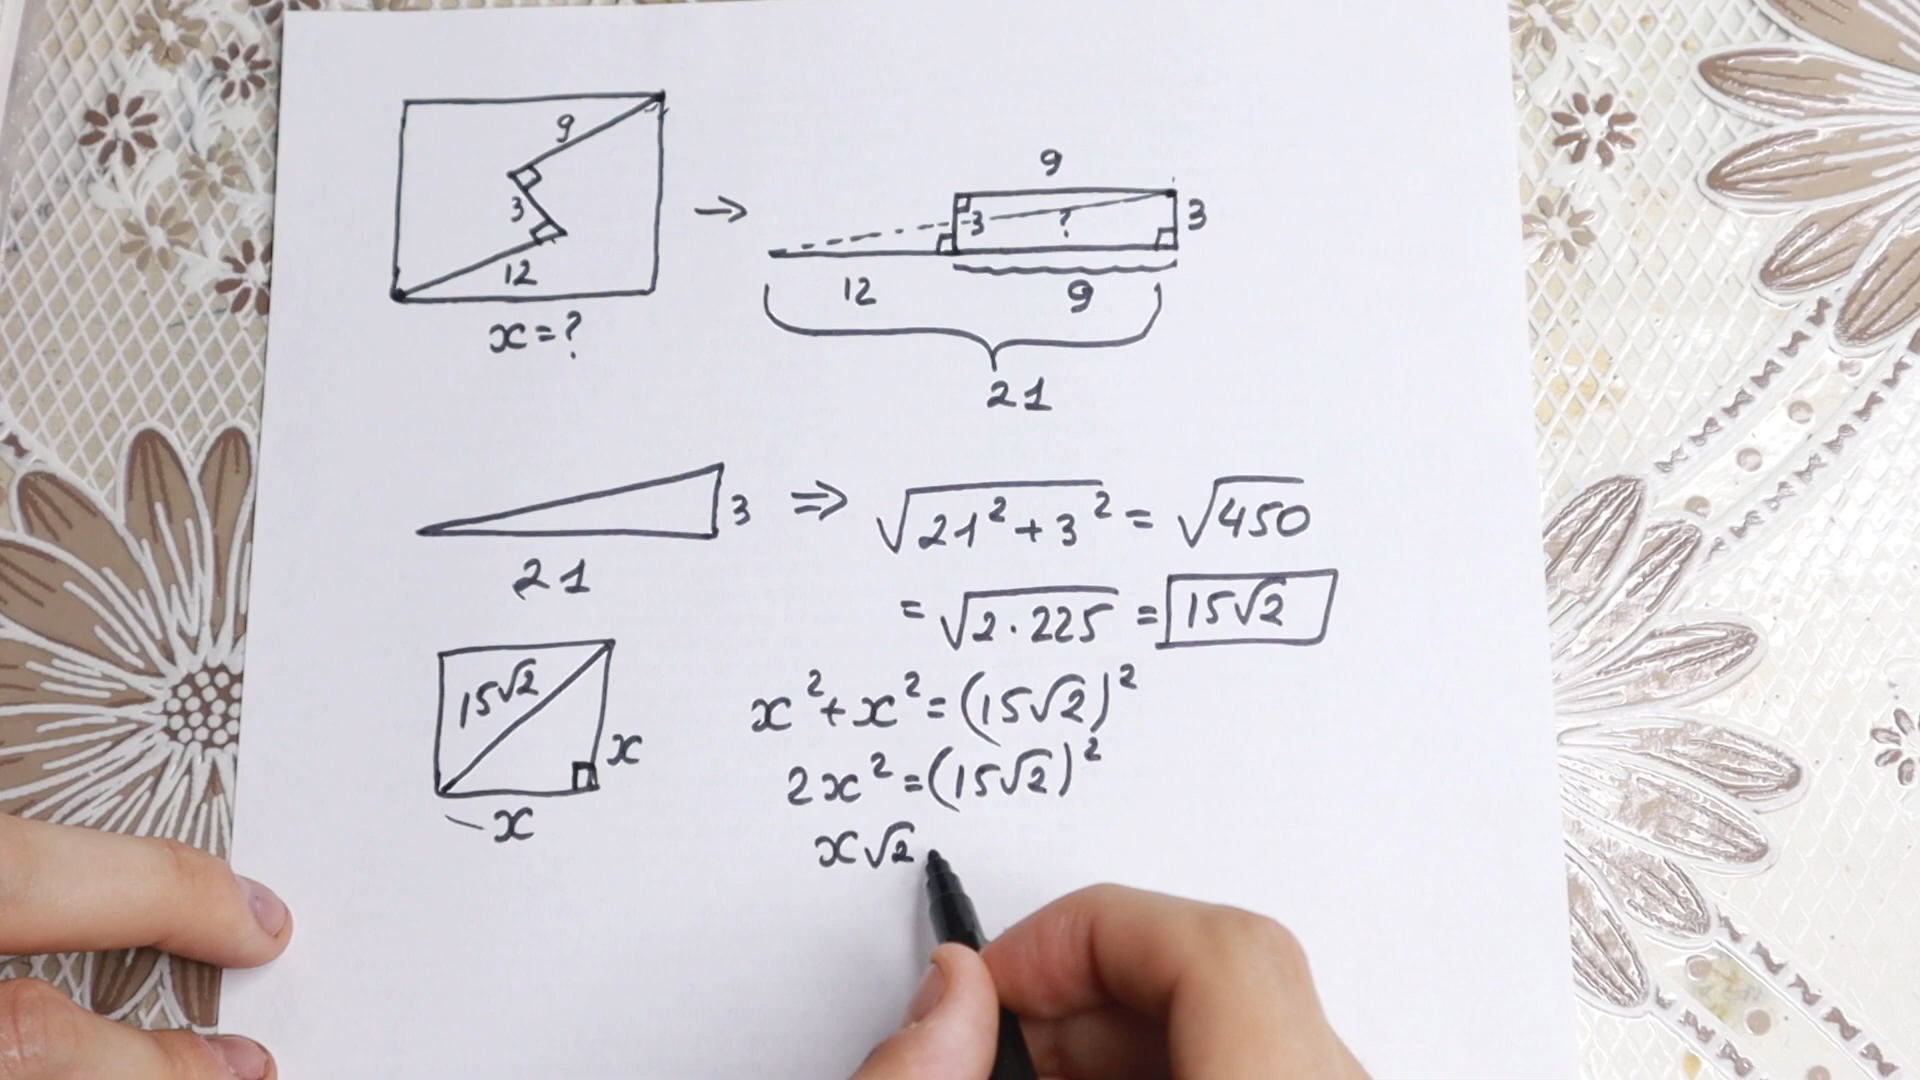 9
3
12
x=?
→
9
3
?
3
12
9
21
3
21
⇒ √(21²+3²) = √450
= √(2·225) = 15√2
15√2
x
x
x²+x²=(15√2)²
2x²=(15√2)²
x√2